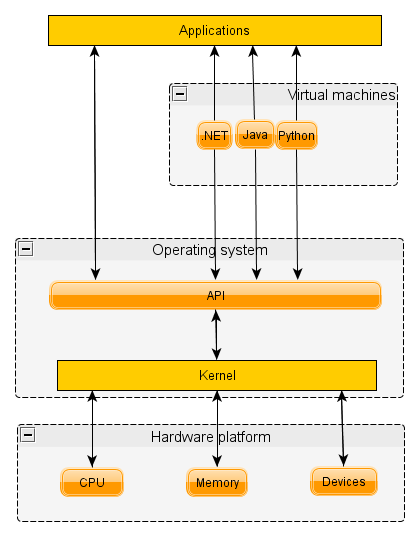 Applications
Virtual machines
.NET Java Python
Operating system
API
Kernel
Hardware platform
CPU Memory Devices